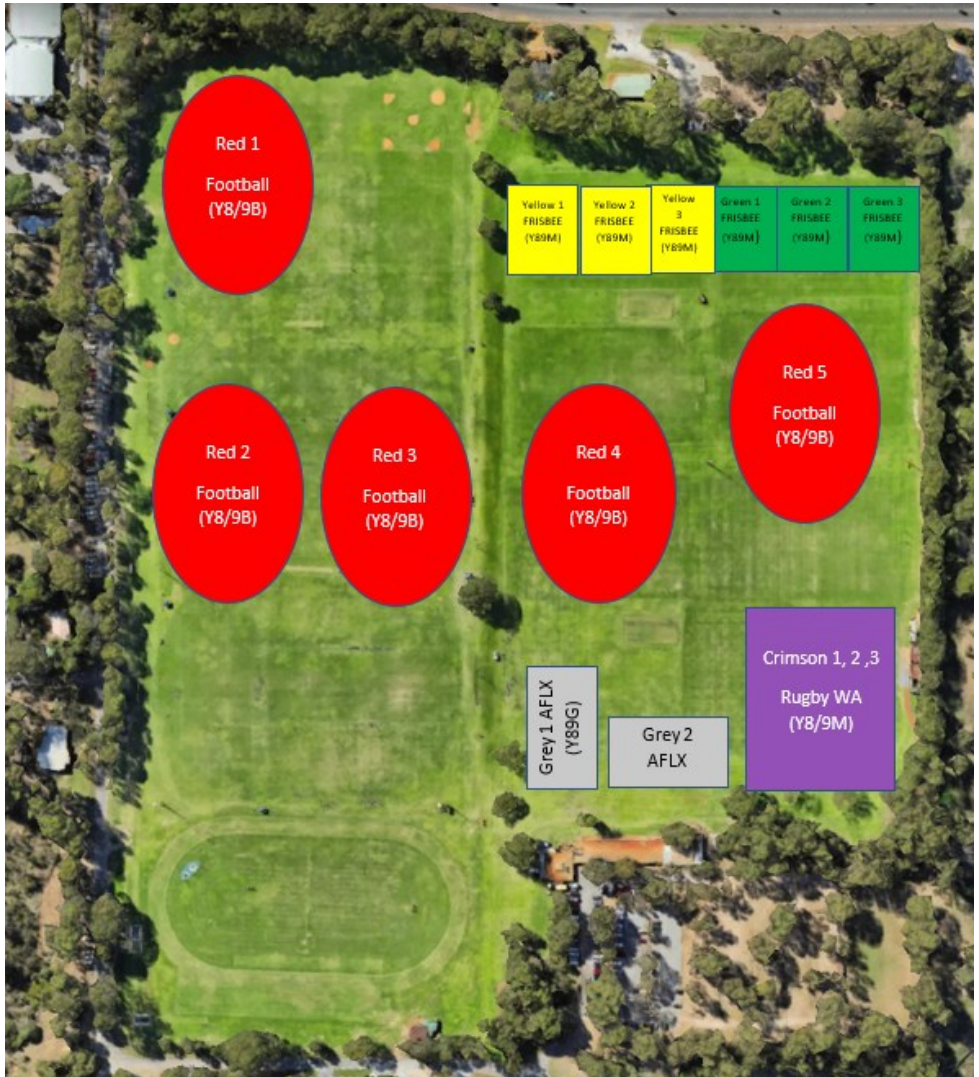 Red 1
Football
(Y8/9B)
Yellow 1
FRISBEE
(Y89M)
Yellow 2
FRISBEE
(Y89M)
Yellow
3
FRISBEE
(Y89M)
Green 1
FRISBEE
(Y89M)
Green 2
FRISBEE
(Y89M)
Green 3
FRISBEE
(Y89M)
Red 2
Football
(Y8/9B)
Red 3
Football
(Y8/9B)
Red 4
Football
(Y8/9B)
Red 5
Football
(Y8/9B)
Grey 1 AFLX
(Y89G)
Grey 2
AFLX
Crimson 1, 2 ,3
Rugby WA
(Y8/9M)